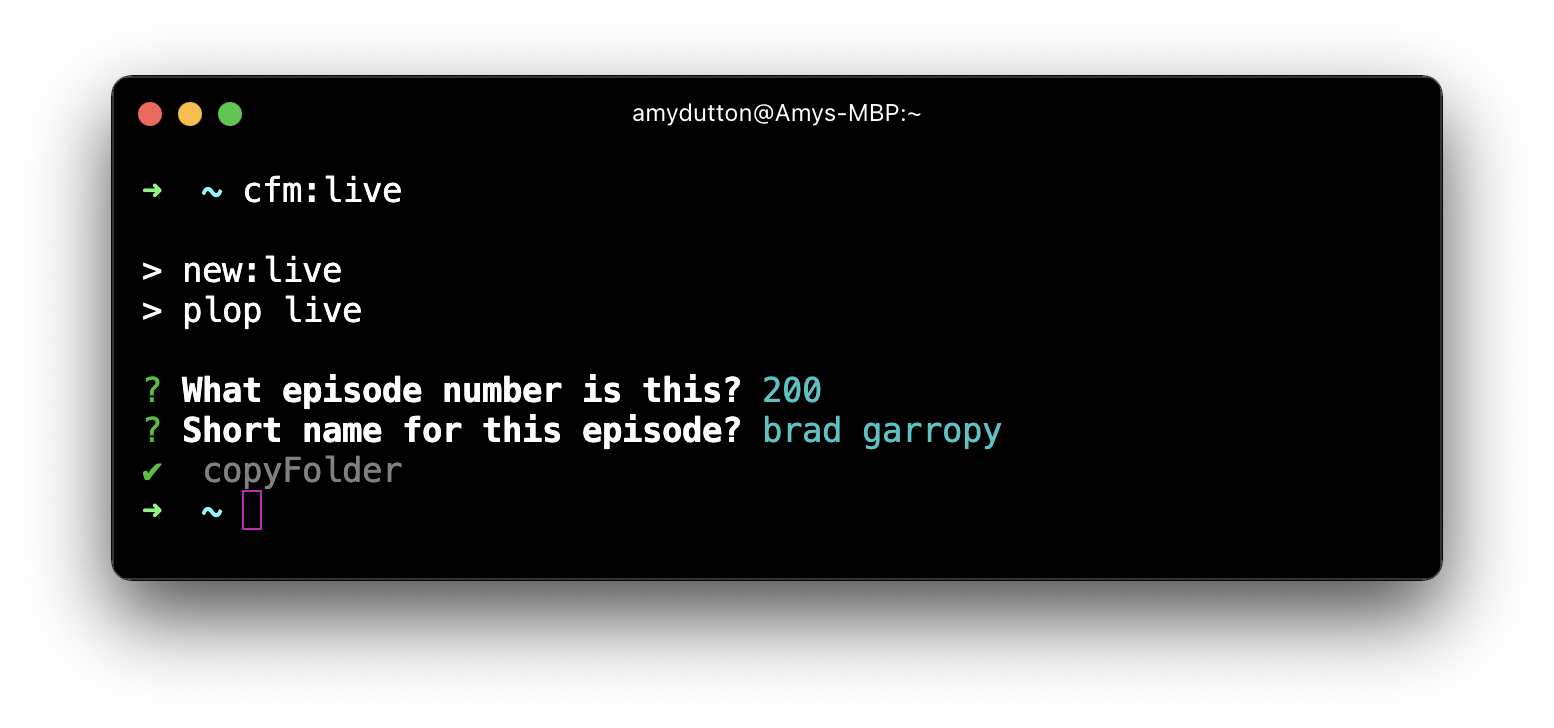 amydutton@Amys-MBP:~
➜ ~ cfm:live
> new:live
> plop live
? What episode number is this? 200
? Short name for this episode? brad garropy
✔ copyFolder
➜ ~